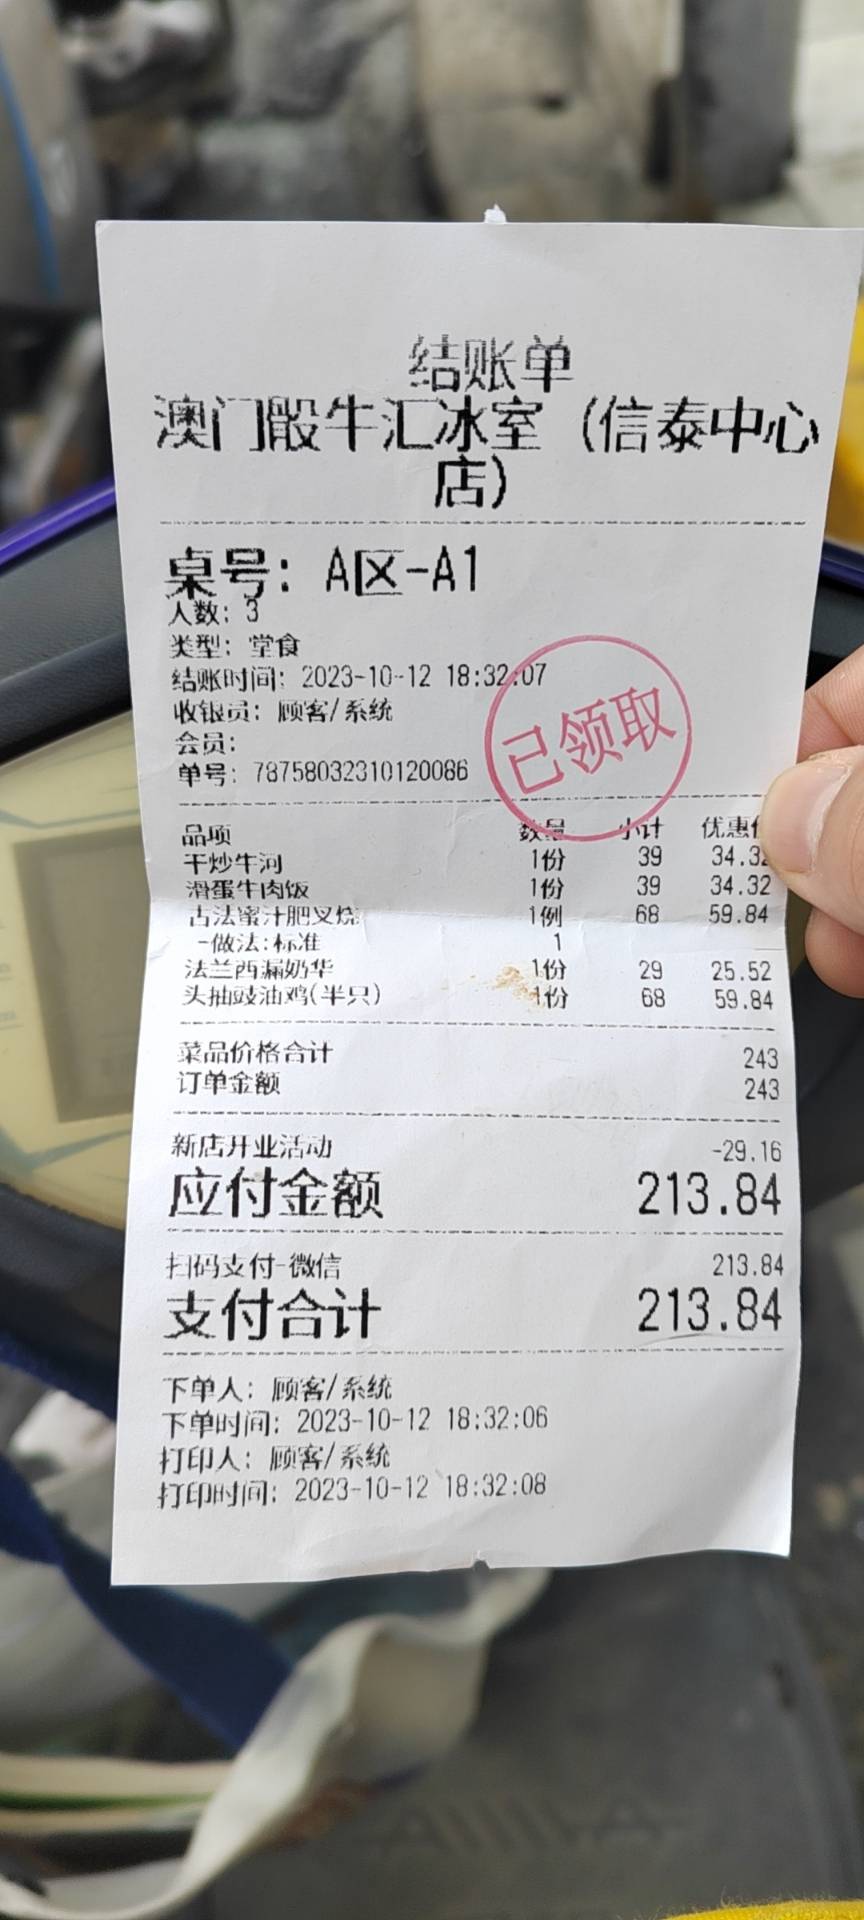 结账单
澳门骰牛汇冰室（信泰中心
店）
桌号: A区-A1
人数: 3
类型: 堂食
结账时间: 2023-10-12 18:32:07
收银员: 顾客/系统
会员:
单号: 78758032310120086
已领取
品项 数量 小计 优惠
干炒牛河 1份 39 34.32
滑蛋牛肉饭 1份 39 34.32
古法蜜汁肥叉烧 1例 68 59.84
-做法:标准 1
法兰西漏奶华 1份 29 25.52
头抽豉油鸡(半只) 1份 68 59.84
菜品价格合计 243
订单金额 243
新店开业活动 -29.16
应付金额 213.84
扫码支付-微信 213.84
支付合计 213.84
下单人: 顾客/系统
下单时间: 2023-10-12 18:32:06
打印人: 顾客/系统
打印时间: 2023-10-12 18:32:08